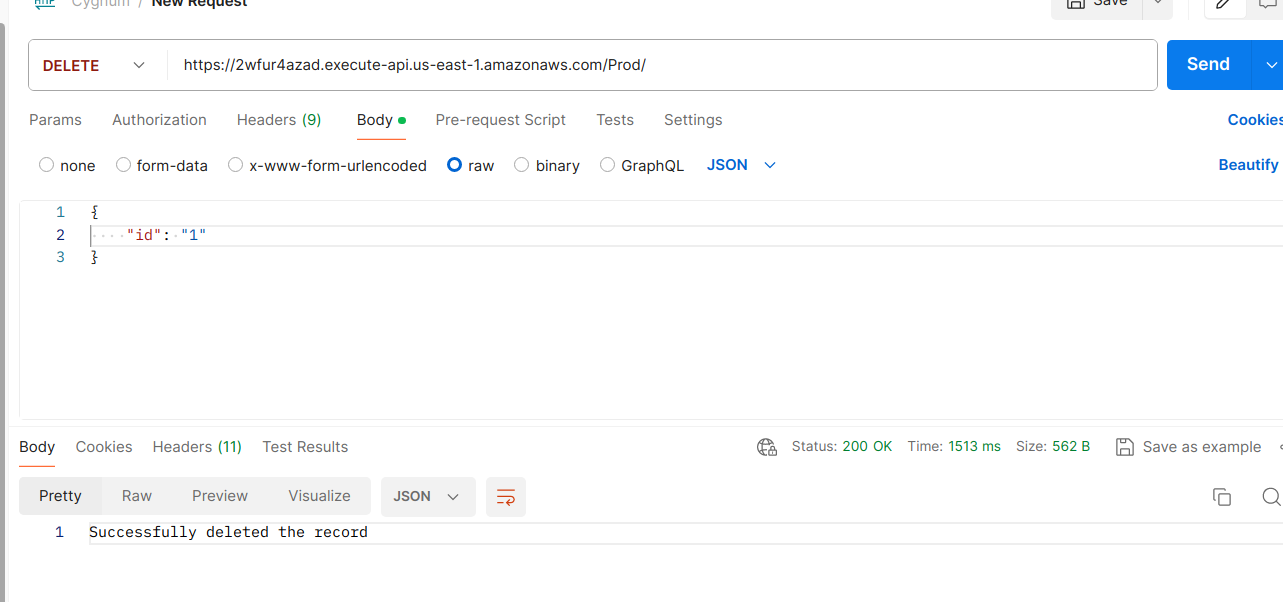 HTTP Cygnum / New Request Save
DELETE https://2wfur4azad.execute-api.us-east-1.amazonaws.com/Prod/ Send
Params Authorization Headers (9) Body Pre-request Script Tests Settings Cookies
none form-data x-www-form-urlencoded raw binary GraphQL JSON Beautify
1 {
2 "id": "1"
3 }
Body Cookies Headers (11) Test Results Status: 200 OK Time: 1513 ms Size: 562 B Save as example
Pretty Raw Preview Visualize JSON
1 Successfully deleted the record